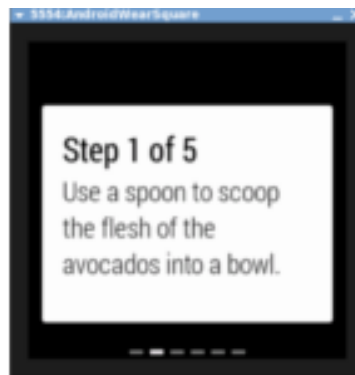 5554:AndroidWearSquare
Step 1 of 5
Use a spoon to scoop
the flesh of the
avocados into a bowl.